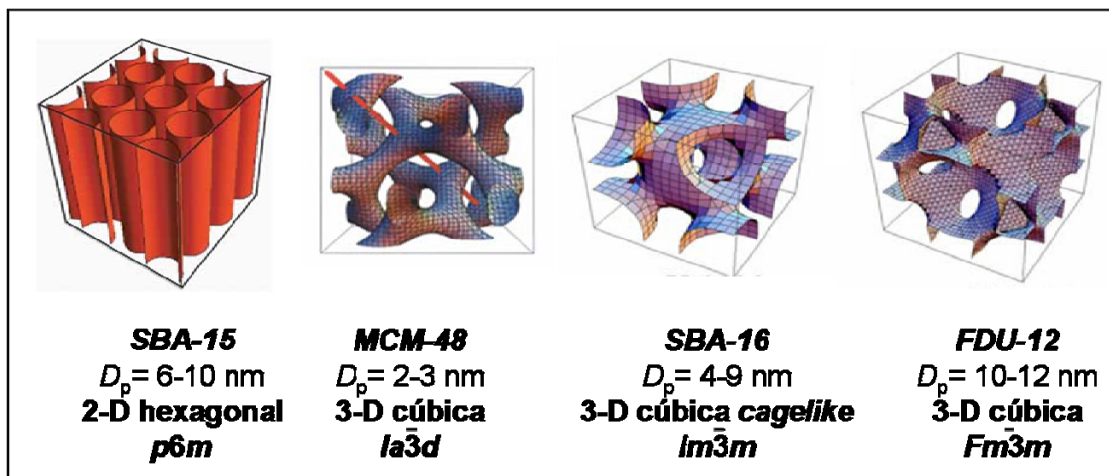 SBA-15
Dp= 6-10 nm
2-D hexagonal
p6m
MCM-48
Dp= 2-3 nm
3-D cúbica
Ia3̄d
SBA-16
Dp= 4-9 nm
3-D cúbica cagelike
Im3̄m
FDU-12
Dp= 10-12 nm
3-D cúbica
Fm3̄m